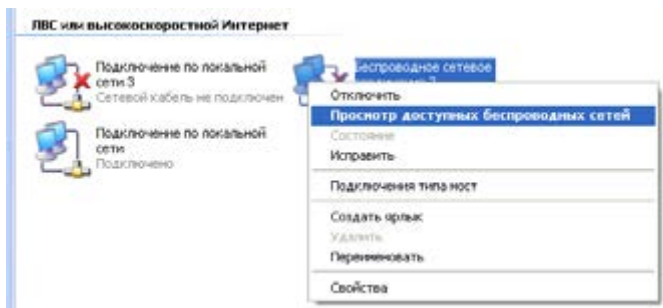 ЛВС или высокоскоростной Интернет
Подключение по локальной
сети 3
Сетевой кабель не подключен
Беспроводное сетевое
Подключение по локальной
сети
Подключено
Отключить
Просмотр доступных беспроводных сетей
Состояние
Исправить
Подключения типа мост
Создать ярлык
Удалить
Переименовать
Свойства